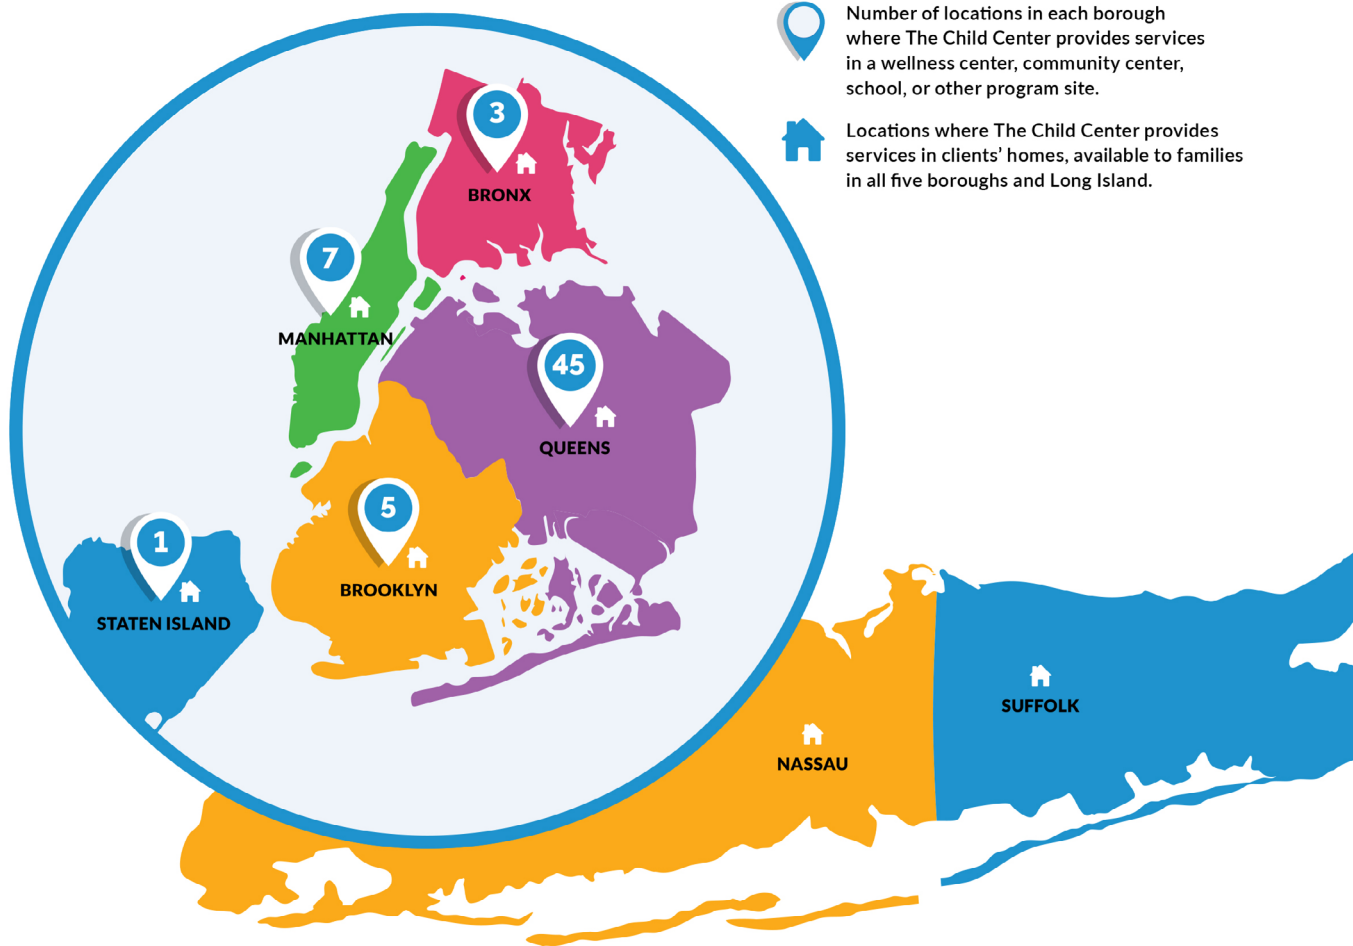 Number of locations in each borough
where The Child Center provides services
in a wellness center, community center,
school, or other program site.
Locations where The Child Center provides
services in clients’ homes, available to families
in all five boroughs and Long Island.
3
BRONX
7
MANHATTAN
45
QUEENS
5
BROOKLYN
1
STATEN ISLAND
SUFFOLK
NASSAU